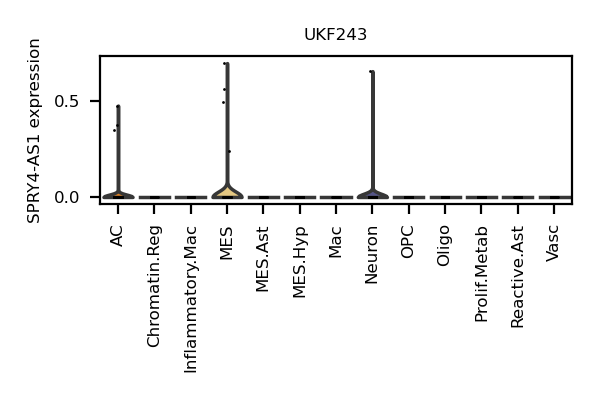 UKF243
SPRY4-AS1 expression
0.5
0.0
AC
Chromatin.Reg
Inflammatory.Mac
MES
MES.Ast
MES.Hyp
Mac
Neuron
OPC
Oligo
Prolif.Metab
Reactive.Ast
Vasc